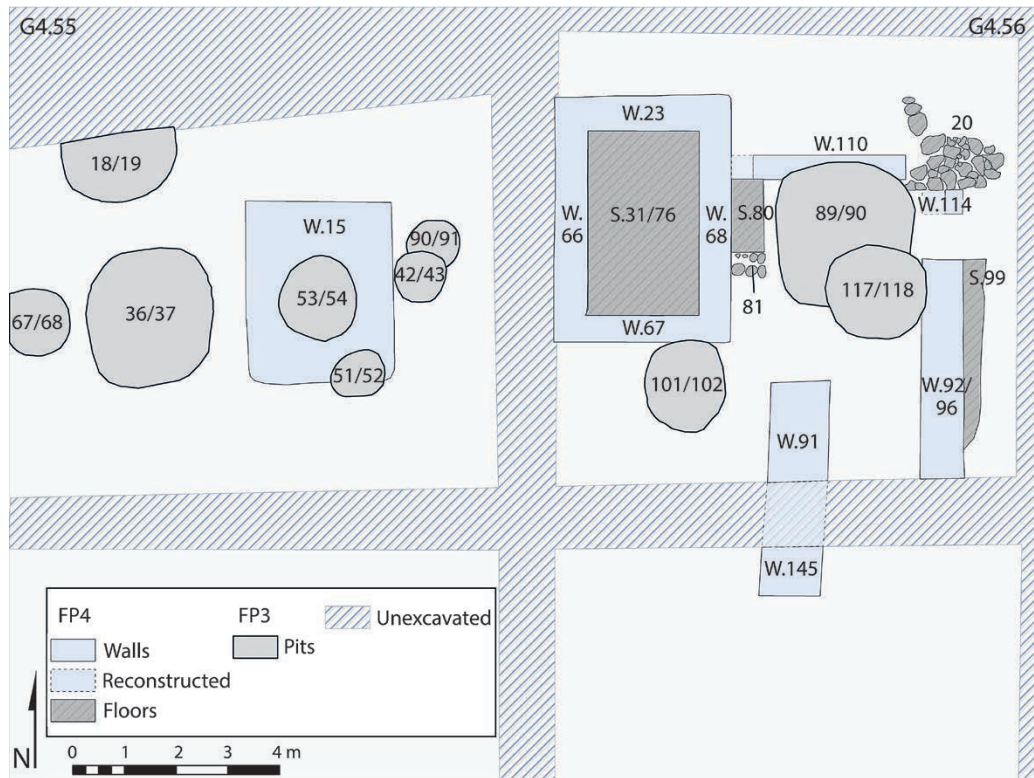 G4.55
G4.56
W.23
20
W.110
18/19
W.15
W.
66
S.31/76
W.
68
S.80
89/90
W.114
90/91
42/43
53/54
36/37
67/68
117/118
S.99
81
W.67
51/52
101/102
W.92/
96
W.91
W.145
FP4
FP3
Unexcavated
Walls
Pits
Reconstructed
Floors
N
0 1 2 3 4 m